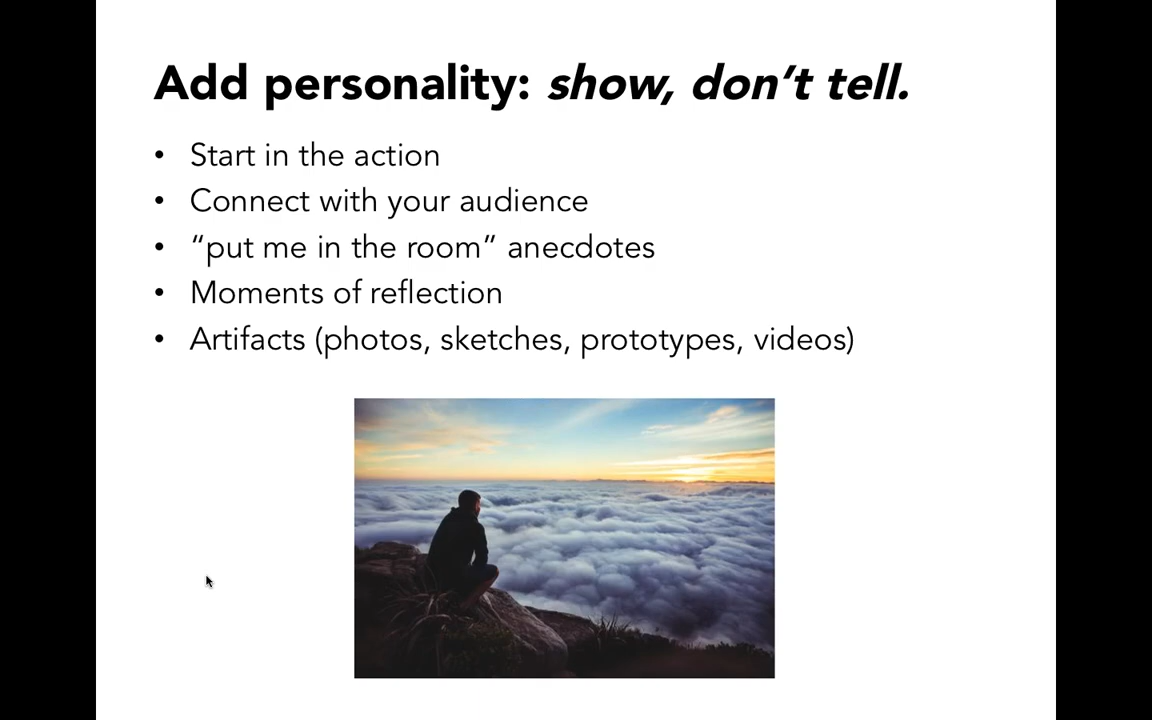 Add personality: show, don’t tell.
• Start in the action
• Connect with your audience
• “put me in the room” anecdotes
• Moments of reflection
• Artifacts (photos, sketches, prototypes, videos)